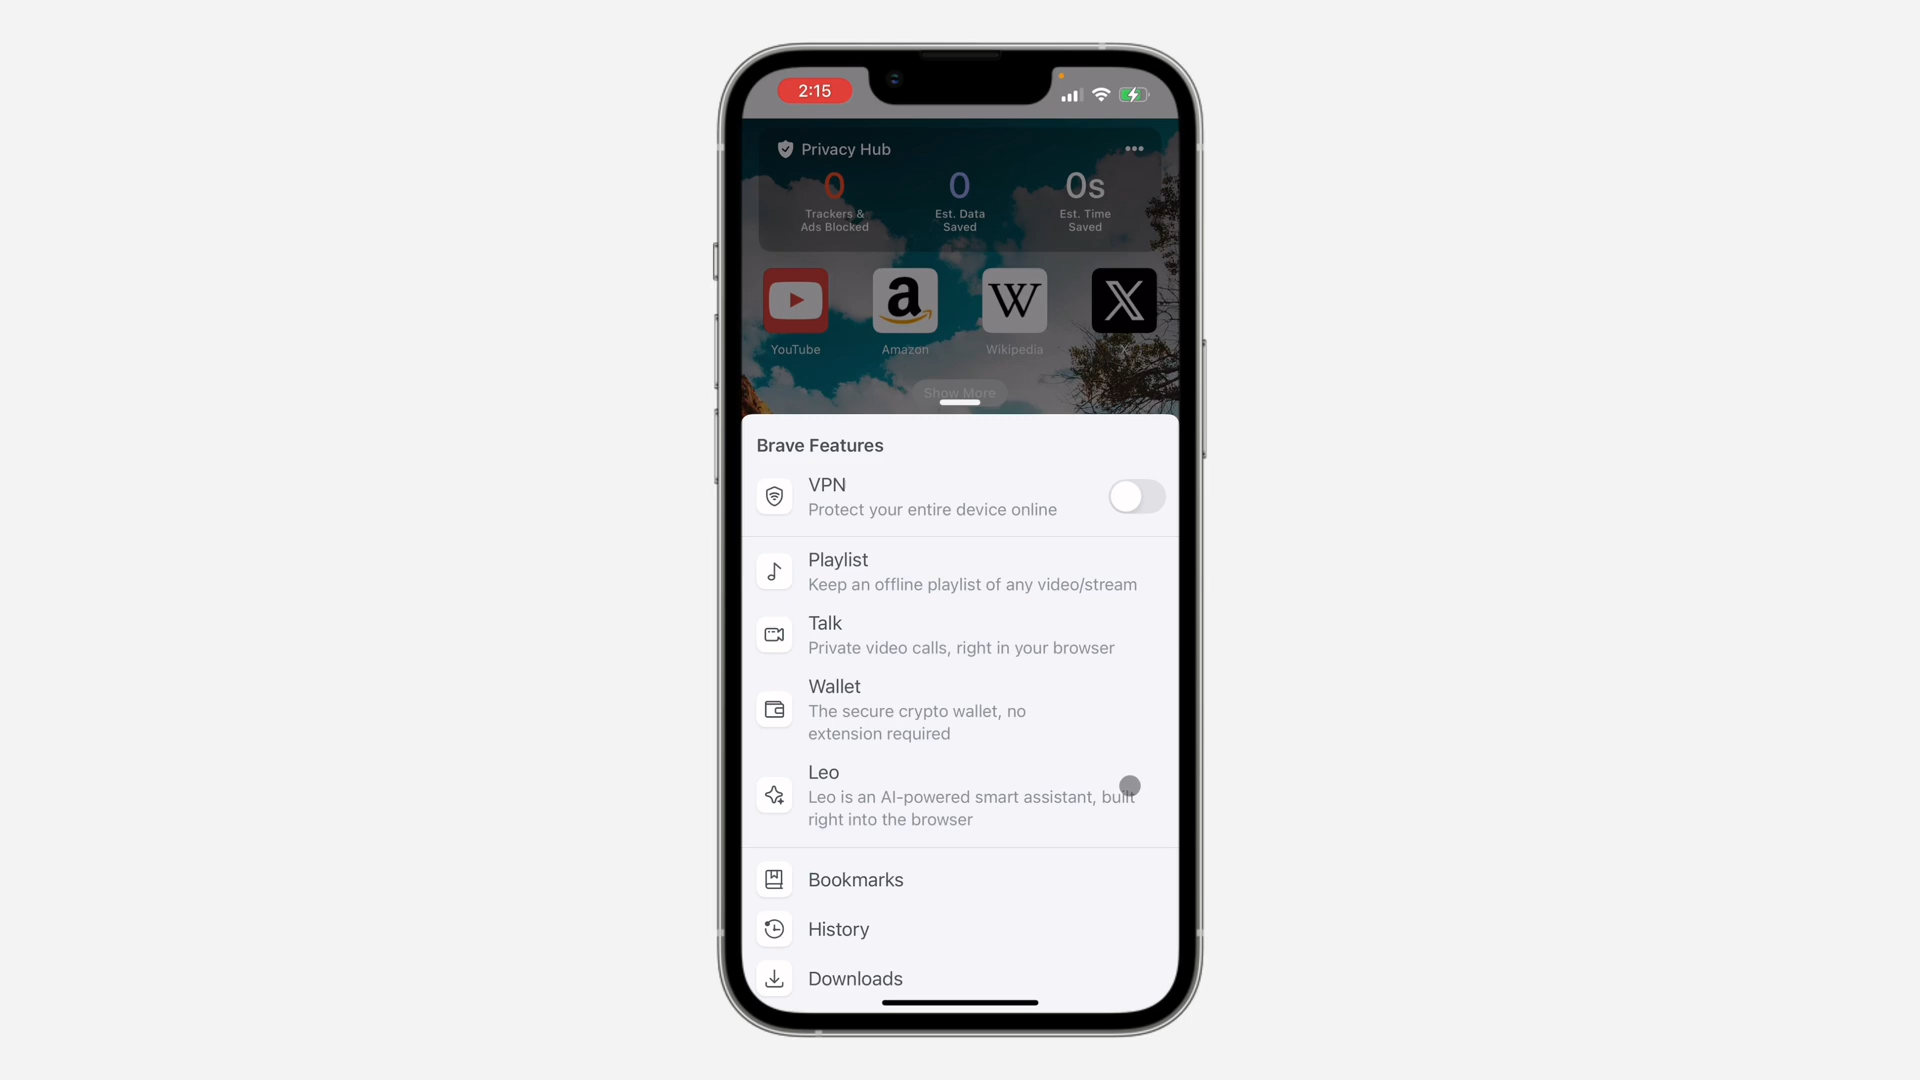 2:15
Privacy Hub
0
0
0s
Trackers &
Ads Blocked
Est. Data
Saved
Est. Time
Saved
a
W
X
YouTube
Amazon
Wikipedia
X
Show More
Brave Features
VPN
Protect your entire device online
Playlist
Keep an offline playlist of any video/stream
Talk
Private video calls, right in your browser
Wallet
The secure crypto wallet, no
extension required
Leo
Leo is an AI-powered smart assistant, built
right into the browser
Bookmarks
History
Downloads